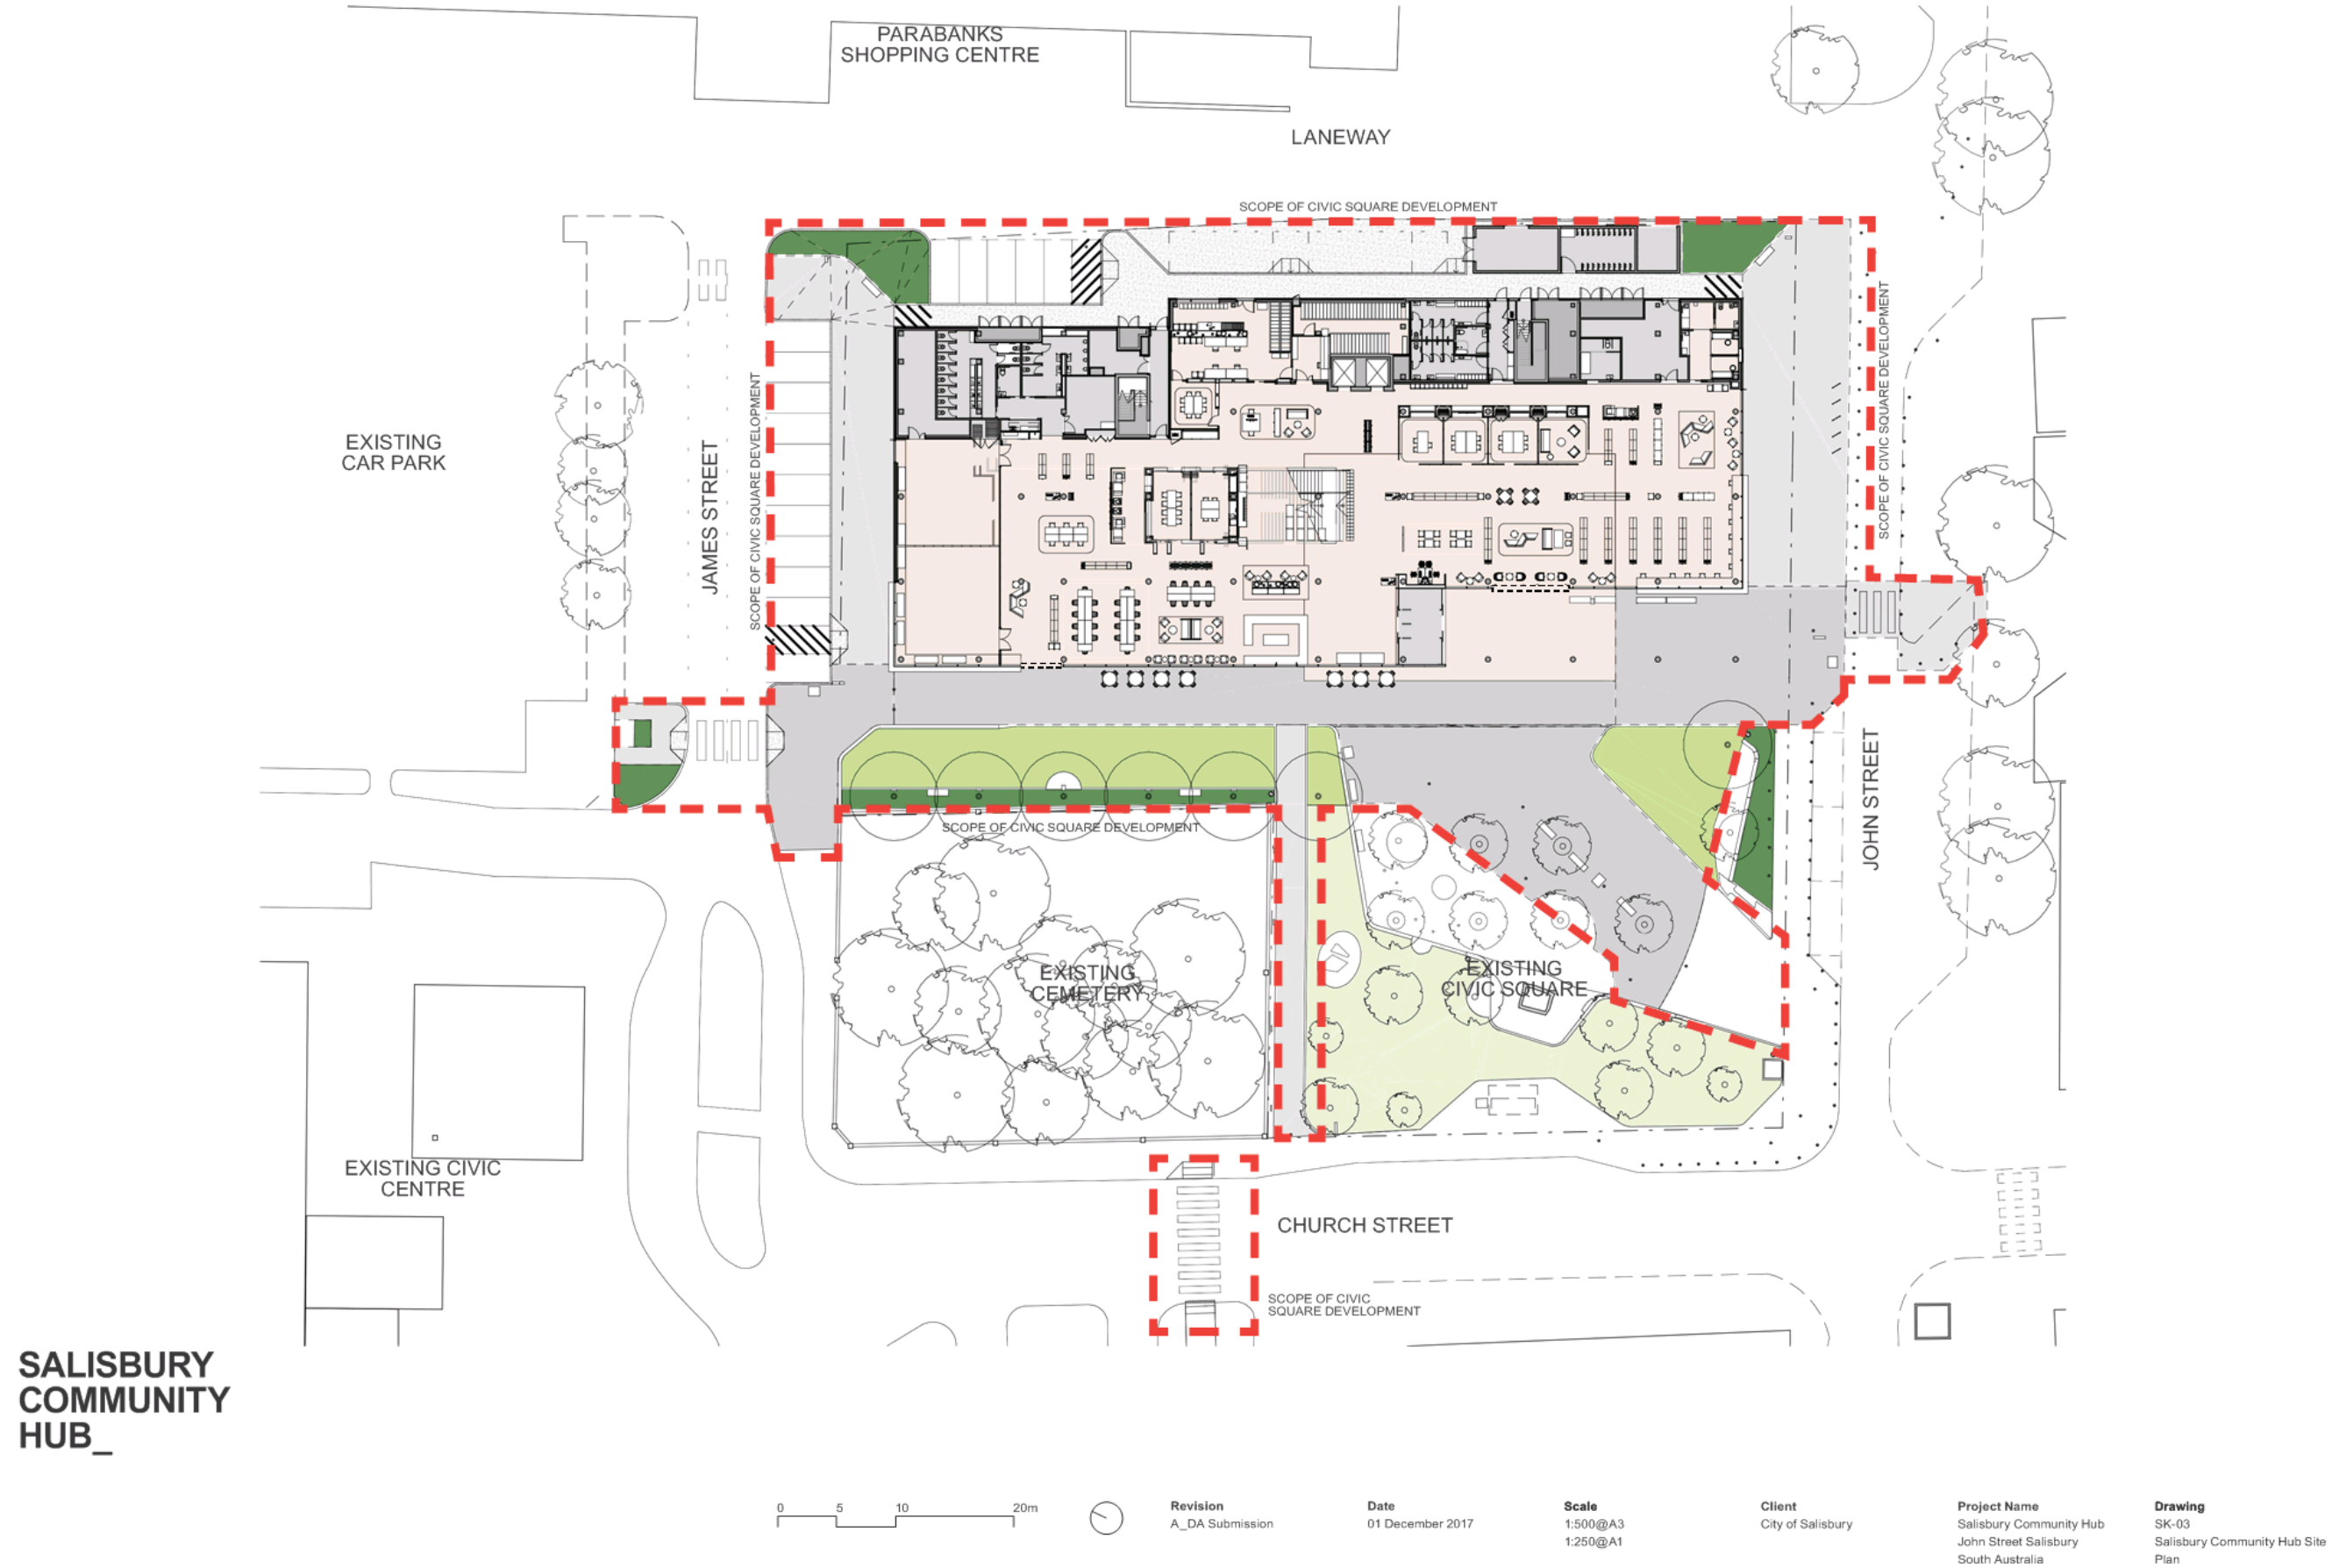 PARABANKS
SHOPPING CENTRE
LANEWAY
SCOPE OF CIVIC SQUARE DEVELOPMENT
SCOPE OF CIVIC SQUARE DEVELOPMENT
SCOPE OF CIVIC SQUARE DEVELOPMENT
EXISTING
CAR PARK
JAMES STREET
JOHN STREET
SCOPE OF CIVIC SQUARE DEVELOPMENT
EXISTING
CEMETERY
EXISTING
CIVIC SQUARE
EXISTING CIVIC
CENTRE
CHURCH STREET
SCOPE OF CIVIC
SQUARE DEVELOPMENT
SALISBURY
COMMUNITY
HUB_
0 5 10 20m
Revision
A_DA Submission
Date
01 December 2017
Scale
1:500@A3
1:250@A1
Client
City of Salisbury
Project Name
Salisbury Community Hub
John Street Salisbury
South Australia
Drawing
SK-03
Salisbury Community Hub Site
Plan